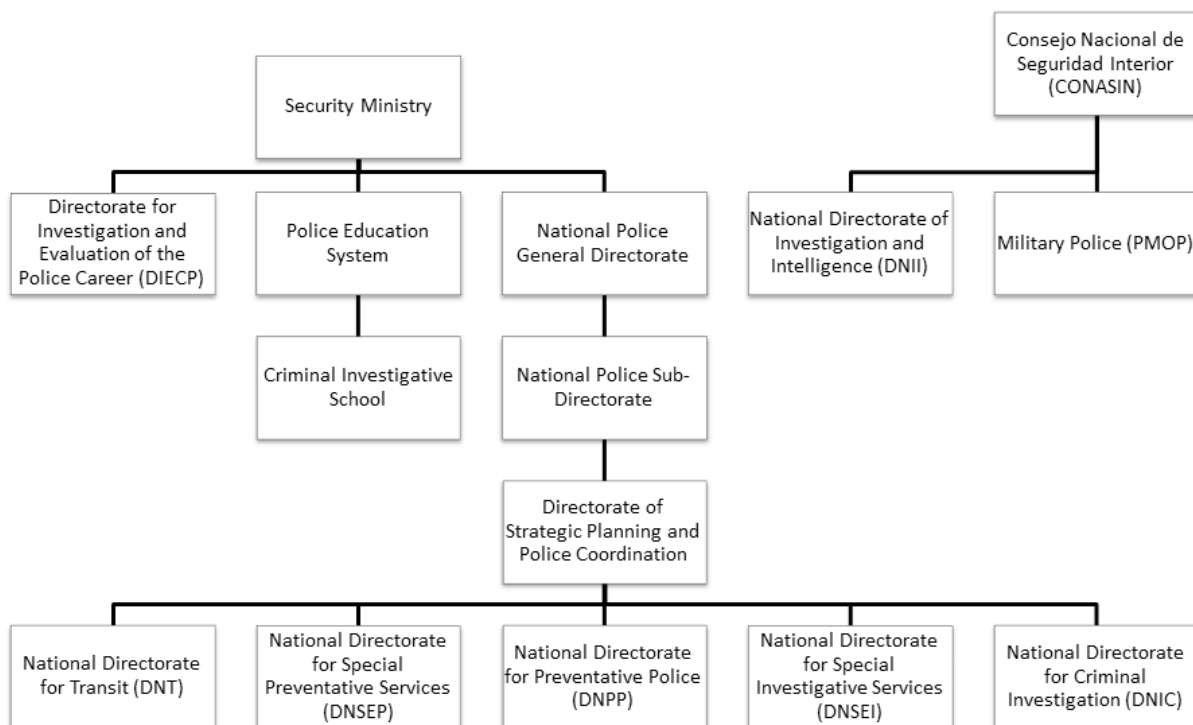 Security Ministry
Consejo Nacional de
Seguridad Interior
(CONASIN)
Directorate for
Investigation and
Evaluation of the
Police Career (DIECP)
Police Education
System
National Police
General Directorate
National Directorate of
Investigation and
Intelligence (DNII)
Military Police (PMOP)
Criminal Investigative
School
National Police Sub-
Directorate
Directorate of
Strategic Planning and
Police Coordination
National Directorate
for Transit (DNT)
National Directorate
for Special
Preventative Services
(DNSEP)
National Directorate
for Preventative Police
(DNPP)
National Directorate
for Special
Investigative Services
(DNSEI)
National Directorate
for Criminal
Investigation (DNIC)